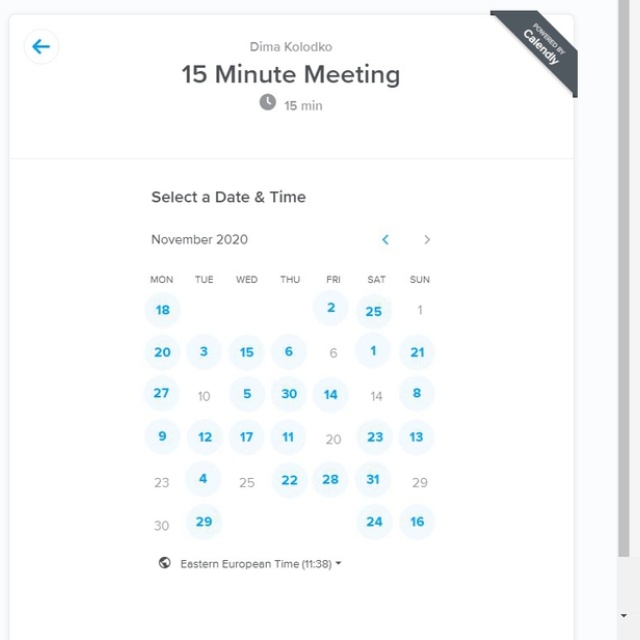 POWERED BY
Calendly
Dima Kolodko
15 Minute Meeting
15 min
Select a Date & Time
November 2020
MON TUE WED THU FRI SAT SUN
18 2 25 1
20 3 15 6 6 1 21
27 10 5 30 14 14 8
9 12 17 11 20 23 13
23 4 25 22 28 31 29
30 29 24 16
Eastern European Time (11:38)